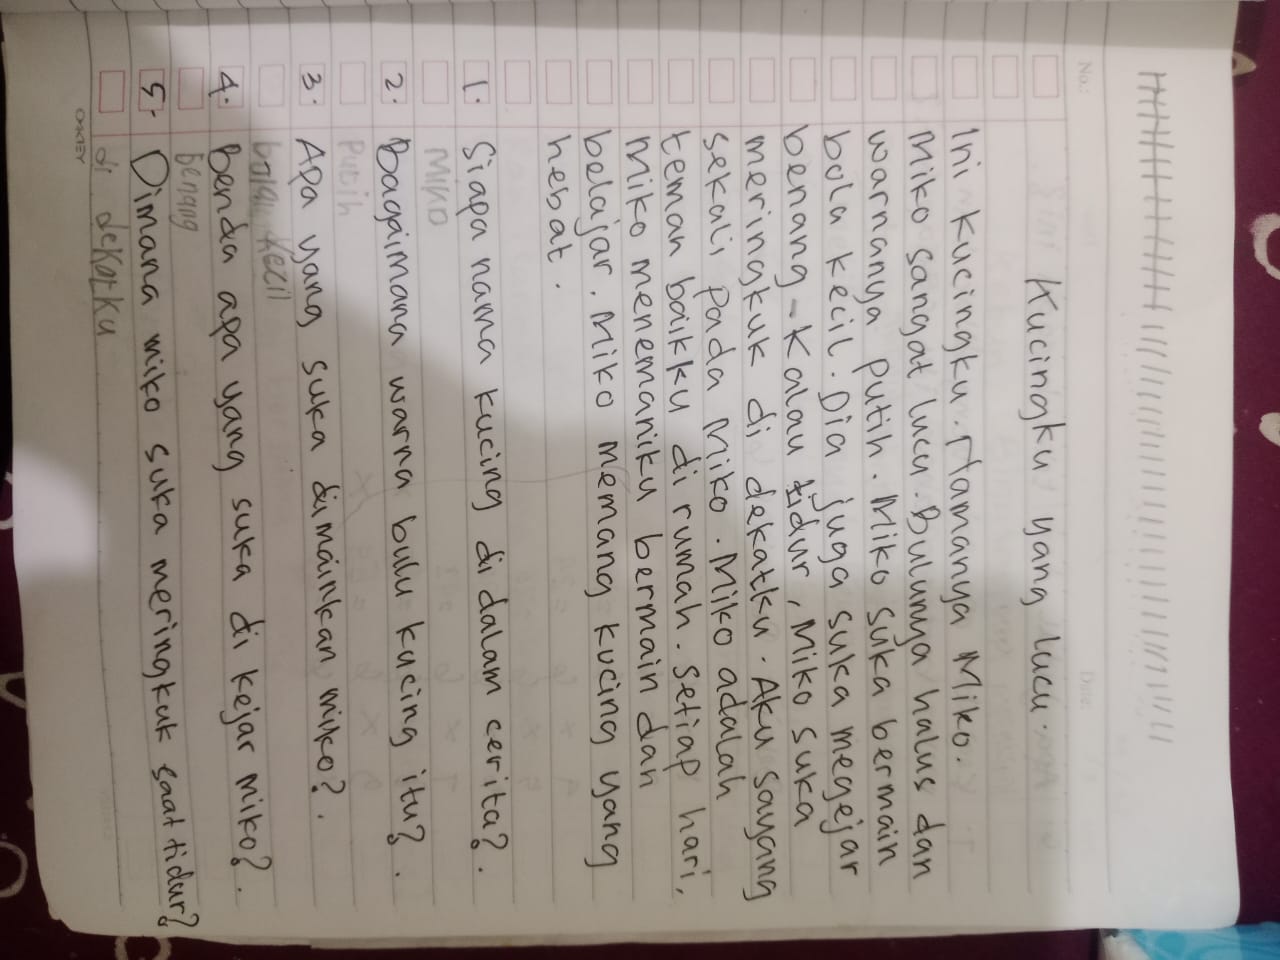 No.: Date:
Kucingku yang lucu.
Ini kucingku. Namanya Miko.
Miko sangat lucu. Bulunya halus dan
warnanya putih. Miko suka bermain
bola kecil. Dia juga suka megejar
benang. Kalau tidur, Miko suka
meringkuk di dekatku. Aku sayang
sekali pada Miko. Miko adalah
teman baikku di rumah. Setiap hari,
Miko menemaniku bermain dan
belajar. Miko memang kucing yang
hebat.
1. Siapa nama kucing di dalam cerita?.
Miko
2. Bagaimana warna bulu kucing itu?.
Putih
3. Apa yang suka dimainkan miko?.
bola kecil
4. Benda apa yang suka di kejar miko?.
Benang
5. Dimana miko suka meringkuk saat tidur?
di dekatku
OKEY